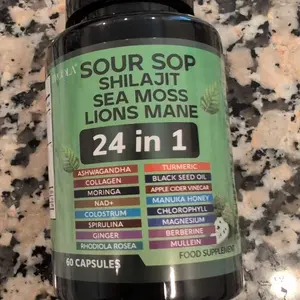 SOUR SOP
SHILAJIT
SEA MOSS
LIONS MANE
24 in 1
ASHWAGANDHA
COLLAGEN
MORINGA
NAD+
COLOSTRUM
SPIRULINA
GINGER
RHODIOLA ROSEA
TURMERIC
BLACK SEED OIL
APPLE CIDER VINEGAR
MANUKA HONEY
CHLOROPHYLL
MAGNESIUM
BERBERINE
MULLEIN
60 CAPSULES
FOOD SUPPLEMENT